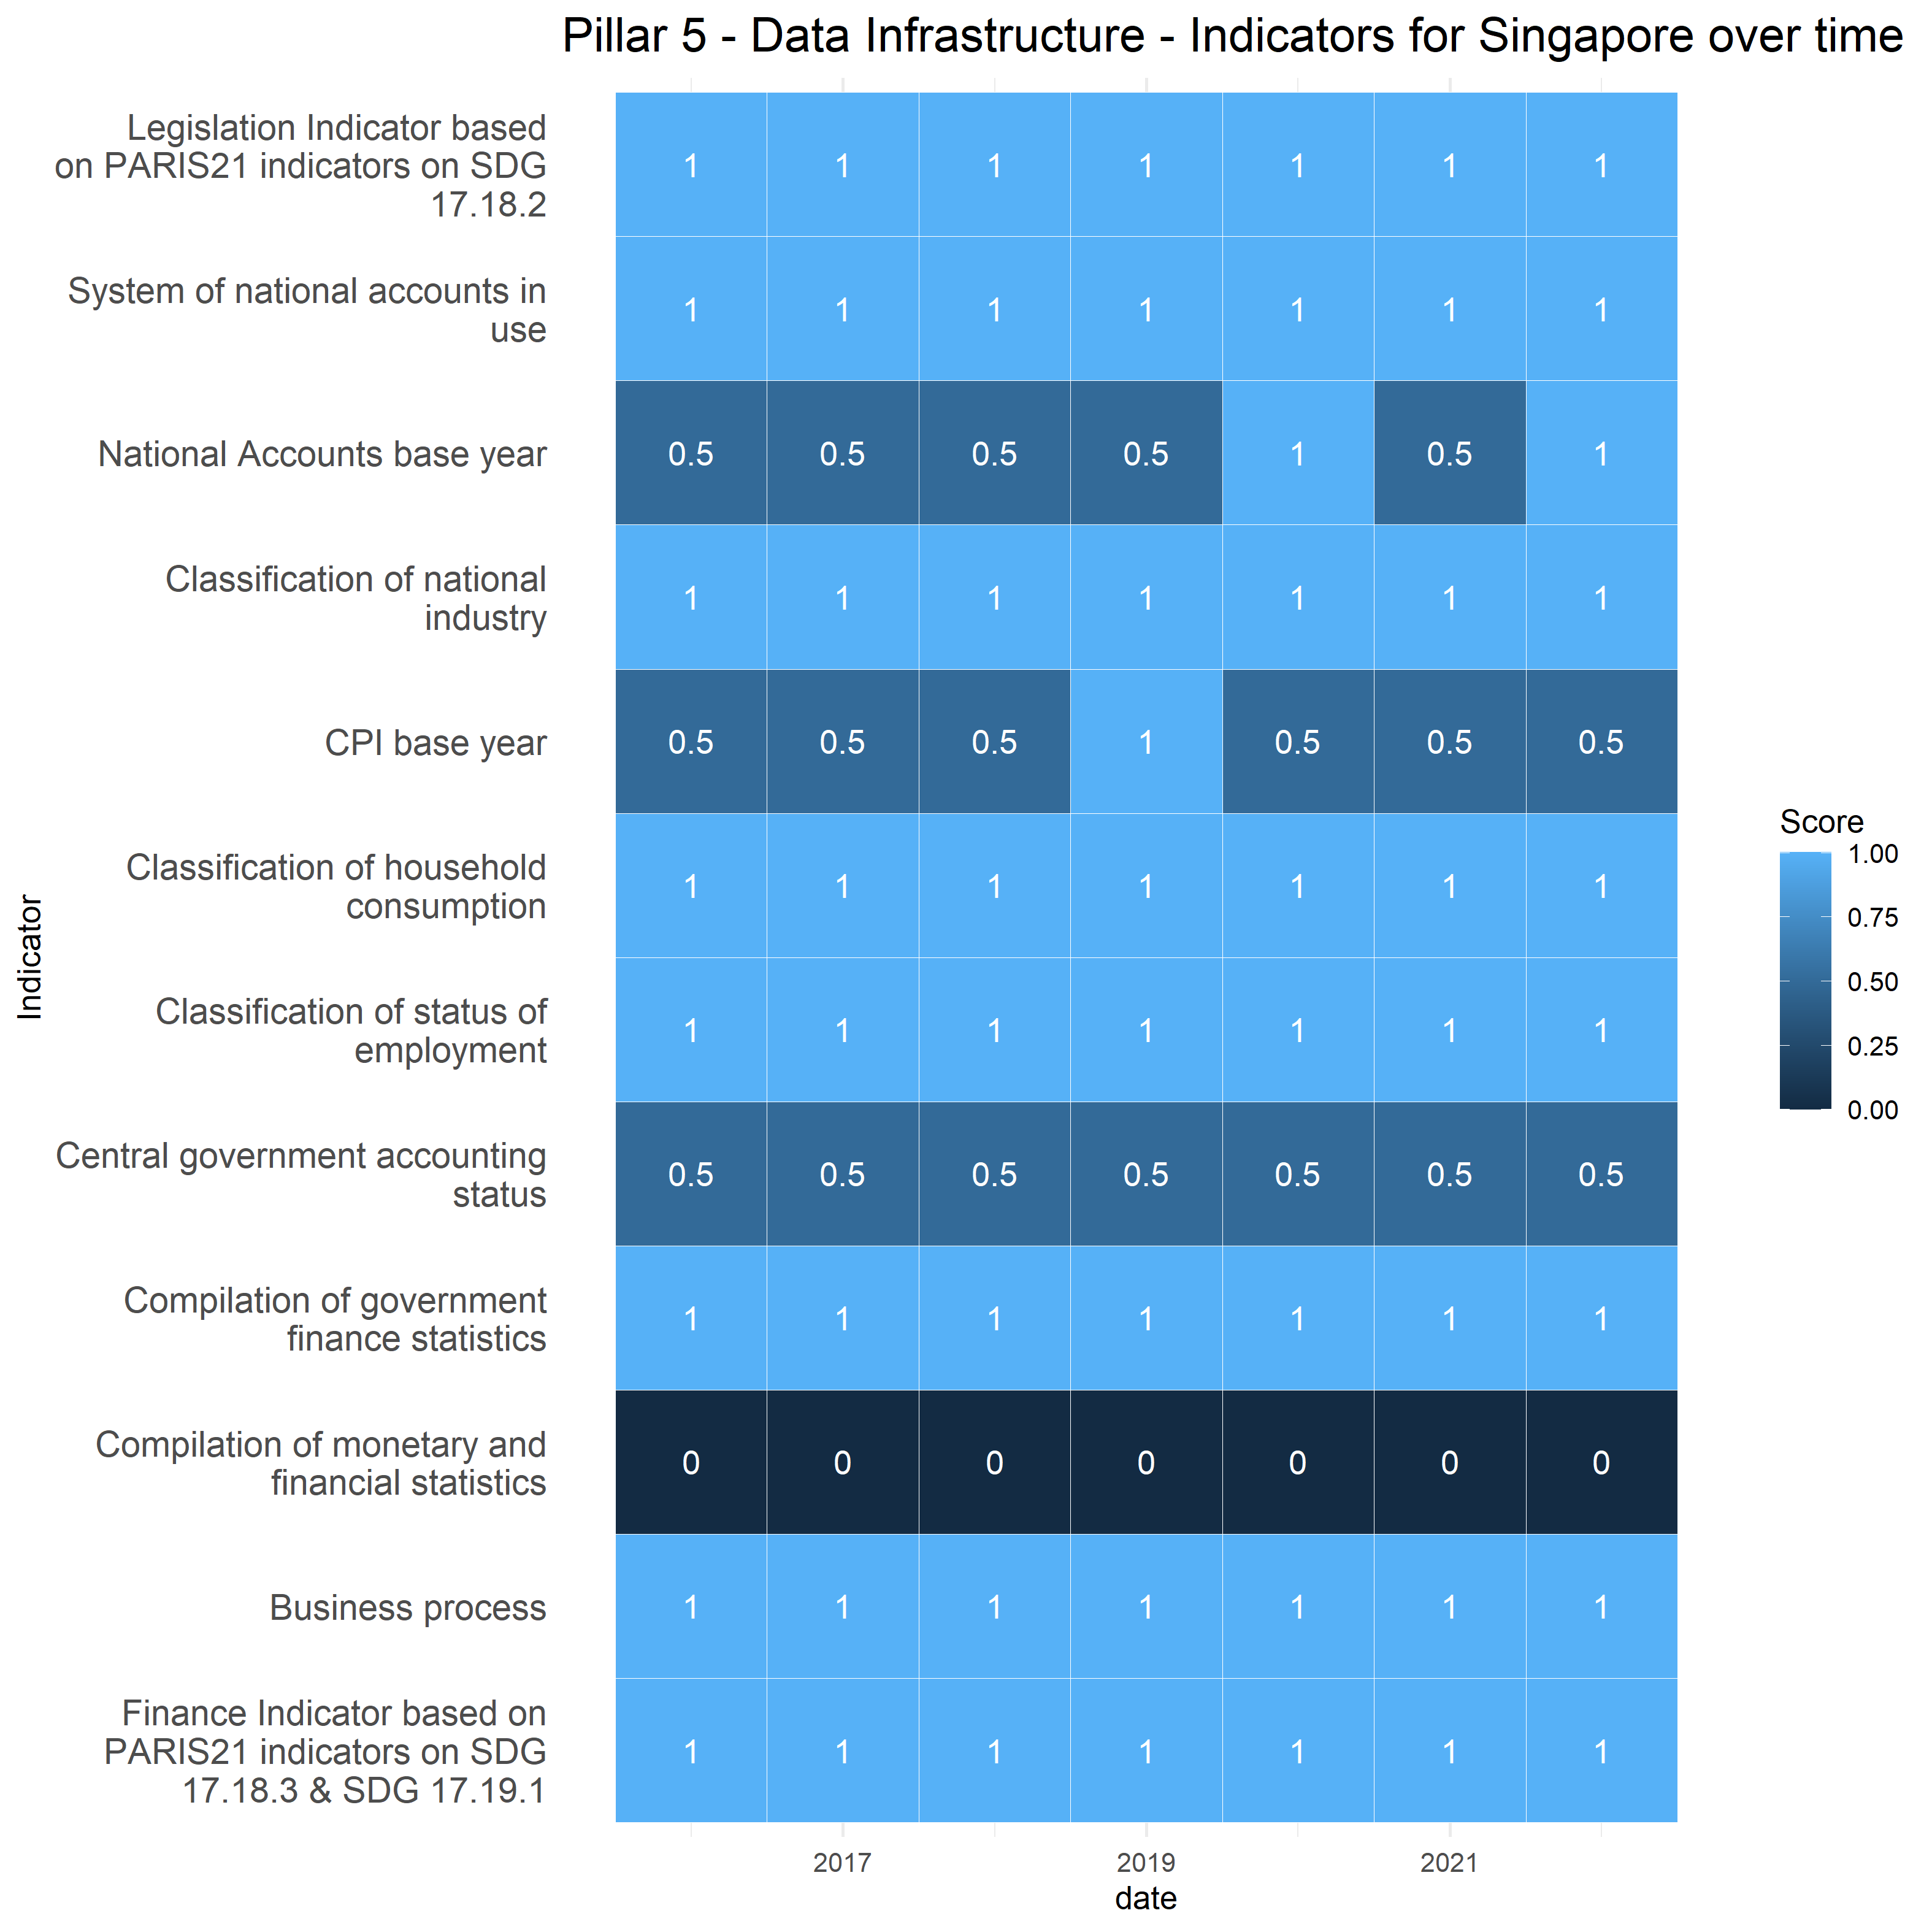 Pillar 5 - Data Infrastructure - Indicators for Singapore over time
Legislation Indicator based
on PARIS21 indicators on SDG
17.18.2
1 1 1 1 1 1 1
System of national accounts in
use
1 1 1 1 1 1 1
National Accounts base year
0.5 0.5 0.5 0.5 1 0.5 1
Classification of national
industry
1 1 1 1 1 1 1
CPI base year
0.5 0.5 0.5 1 0.5 0.5 0.5
Classification of household
consumption
1 1 1 1 1 1 1
Classification of status of
employment
1 1 1 1 1 1 1
Central government accounting
status
0.5 0.5 0.5 0.5 0.5 0.5 0.5
Compilation of government
finance statistics
1 1 1 1 1 1 1
Compilation of monetary and
financial statistics
0 0 0 0 0 0 0
Business process
1 1 1 1 1 1 1
Finance Indicator based on
PARIS21 indicators on SDG
17.18.3 & SDG 17.19.1
1 1 1 1 1 1 1
Indicator
2017 2019 2021
date
Score
1.00
0.75
0.50
0.25
0.00